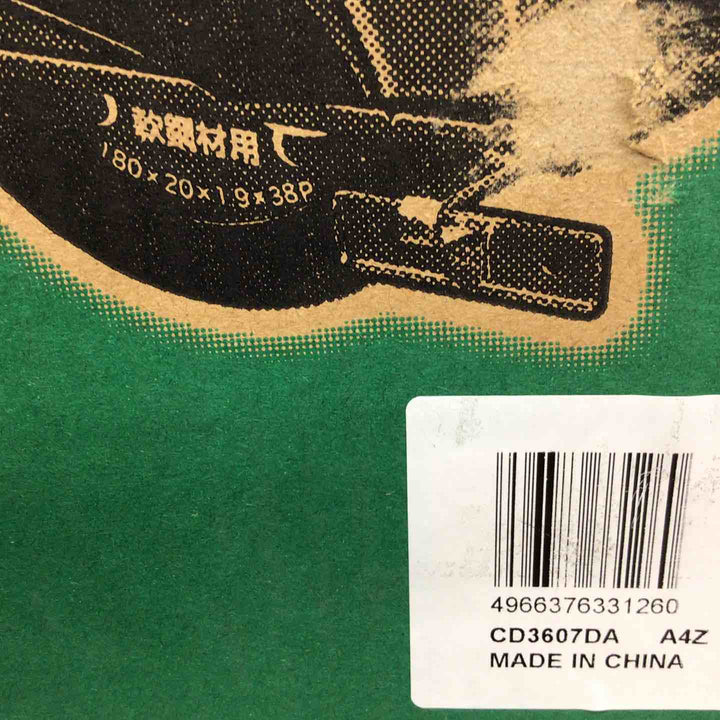 軟鋼材用
180×20×1.9×38P
4966376331260
CD3607DA A4Z
MADE IN CHINA